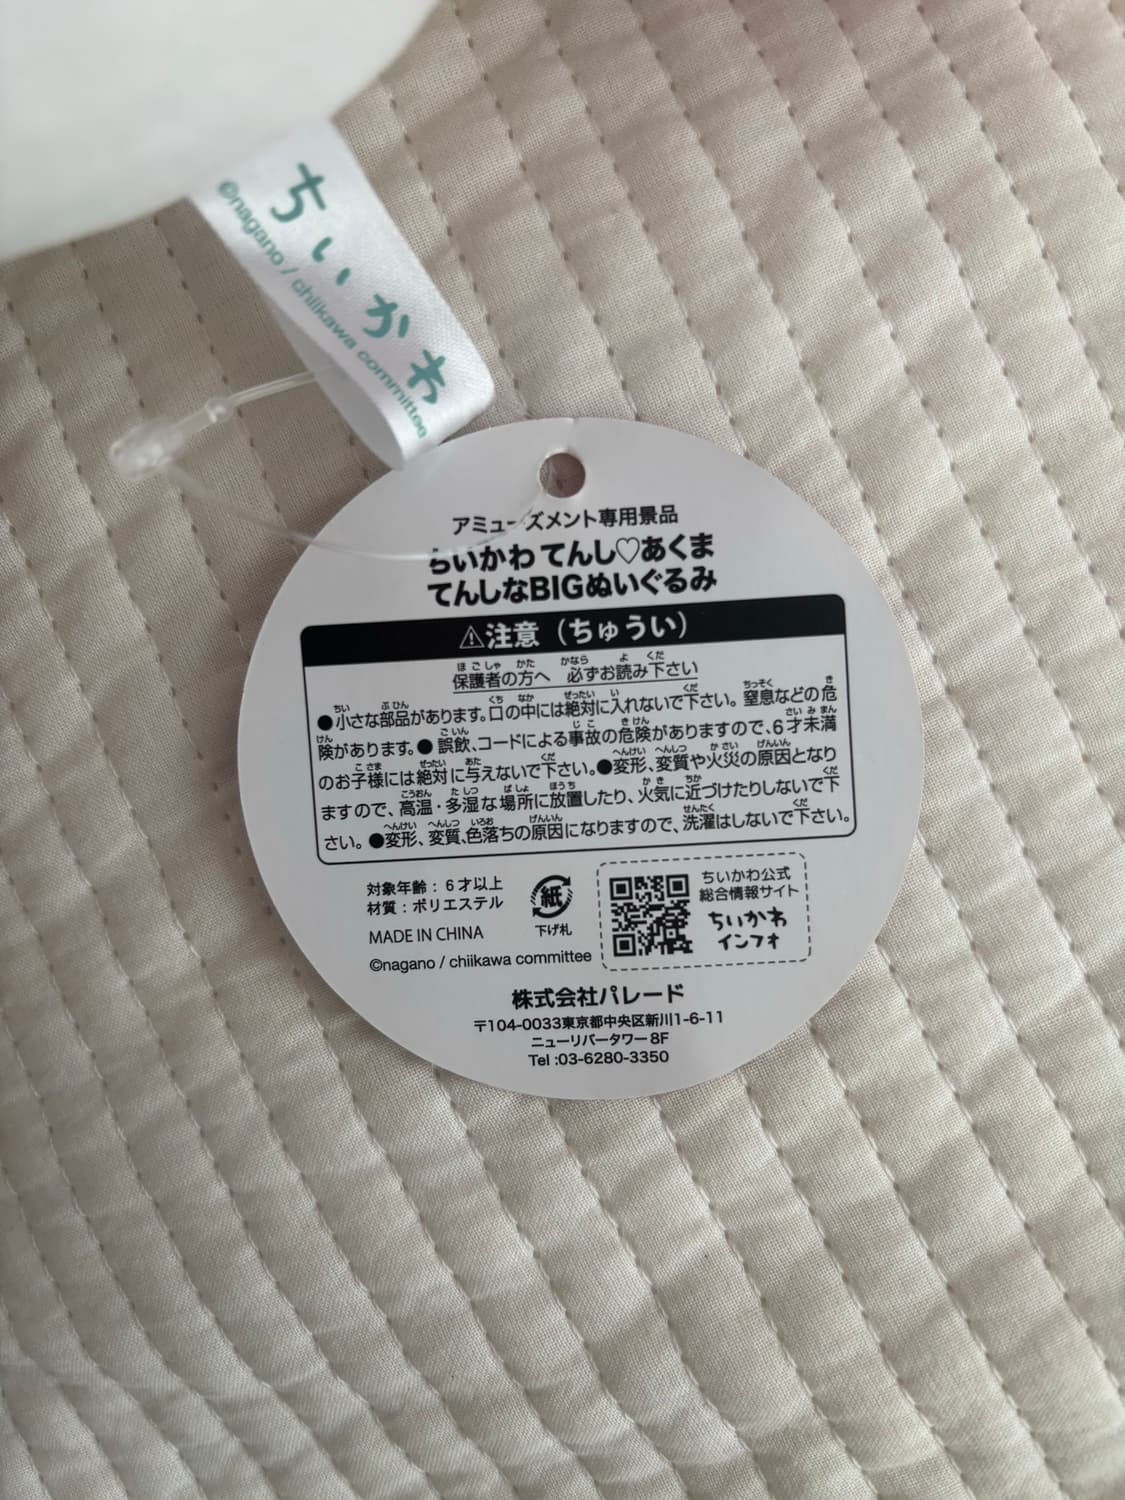 ちいかわ
©nagano / chiikawa committee
アミューズメント専用景品
ちいかわ てんし♡あくま
てんしなBIGぬいぐるみ
⚠注意（ちゅうい）
保護者の方へ 必ずお読み下さい
●小さな部品があります。口の中には絶対に入れないで下さい。窒息などの危
険があります。●誤飲、コードによる事故の危険がありますので、6才未満
のお子様には絶対に与えないで下さい。●変形、変質や火災の原因となり
ますので、高温・多湿な場所に放置したり、火気に近づけたりしないで下
さい。●変形、変質、色落ちの原因になりますので、洗濯はしないで下さい。
対象年齢：6才以上
材質：ポリエステル
MADE IN CHINA
©nagano / chiikawa committee
紙
下げ札
ちいかわ公式
総合情報サイト
ちいかわ
インフォ
株式会社パレード
〒104-0033東京都中央区新川1-6-11
ニューリバータワー8F
Tel :03-6280-3350